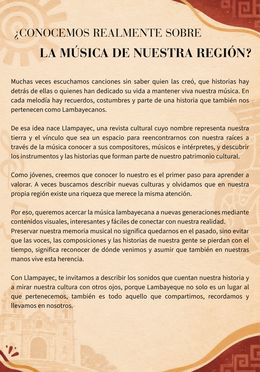 ¿CONOCEMOS REALMENTE SOBRE
LA MÚSICA DE NUESTRA REGIÓN?
Muchas veces escuchamos canciones sin saber quien las creó, que historias hay
detrás de ellas o quienes han dedicado su vida a mantener viva nuestra música. En
cada melodía hay recuerdos, costumbres y parte de una historia que también nos
pertenecen como Lambayecanos.
De esa idea nace Llampayec, una revista cultural cuyo nombre representa nuestra
tierra y el vínculo que sea un espacio para reencontrarnos con nuestras raíces a
través de la música conocer a sus compositores, músicos e intérpretes, y descubrir
los instrumentos y las historias que forman parte de nuestro patrimonio cultural.
Como jóvenes, creemos que conocer lo nuestro es el primer paso para aprender a
valorar. A veces buscamos describir nuevas culturas y olvidamos que en nuestra
propia región existe una riqueza que merece la misma atención.
Por eso, queremos acercar la música lambayecana a nuevas generaciones mediante
contenidos visuales, interesantes y fáciles de conectar con nuestra realidad.
Preservar nuestra memoria musical no significa quedarnos en el pasado, sino evitar
que las voces, las composiciones y las historias de nuestra gente se pierdan con el
tiempo, significa reconocer de dónde venimos y asumir que también en nuestras
manos vive esta herencia.
Con Llampayec, te invitamos a describir los sonidos que cuentan nuestra historia y
a mirar nuestra cultura con otros ojos, porque Lambayeque no solo es un lugar al
que pertenecemos, también es todo aquello que compartimos, recordamos y
llevamos en nosotros.